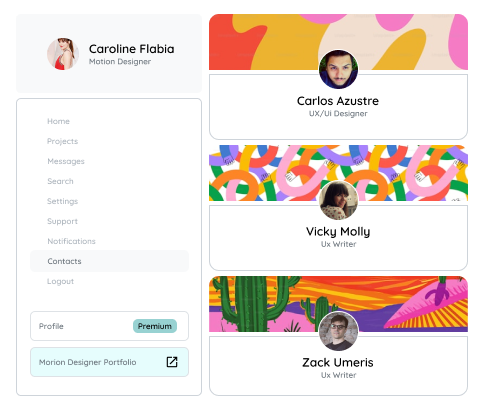 Caroline Flabia
Motion Designer
Home
Projects
Messages
Search
Settings
Support
Notifications
Contacts
Logout
Profile
Premium
Morion Designer Portfolio
Carlos Azustre
UX/Ui Designer
Vicky Molly
Ux Writer
Zack Umeris
Ux Writer